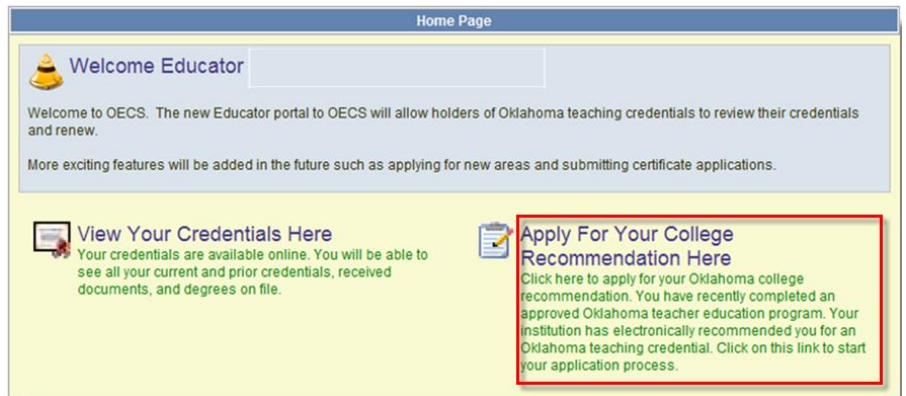 Home Page
Welcome Educator
Welcome to OECS. The new Educator portal to OECS will allow holders of Oklahoma teaching credentials to review their credentials
and renew.
More exciting features will be added in the future such as applying for new areas and submitting certificate applications.
View Your Credentials Here
Your credentials are available online. You will be able to
see all your current and prior credentials, received
documents, and degrees on file.
Apply For Your College
Recommendation Here
Click here to apply for your Oklahoma college
recommendation. You have recently completed an
approved Oklahoma teacher education program. Your
institution has electronically recommended you for an
Oklahoma teaching credential. Click on this link to start
your application process.